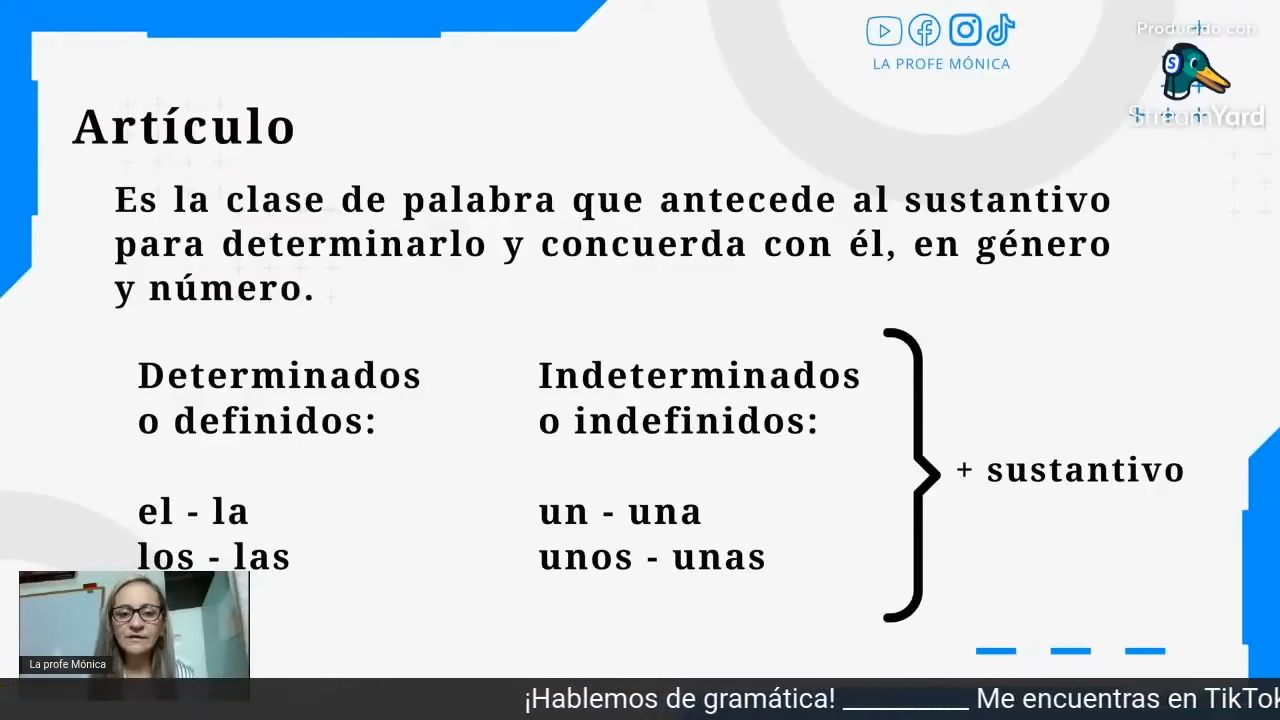 LA PROFE MÓNICA
Producido con
StreamYard
Artículo
Es la clase de palabra que antecede al sustantivo
para determinarlo y concuerda con él, en género
y número.
Determinados
o definidos:
el - la
los - las
Indeterminados
o indefinidos:
un - una
unos - unas
+ sustantivo
La profe Mónica
¡Hablemos de gramática! _________ Me encuentras en TikTok